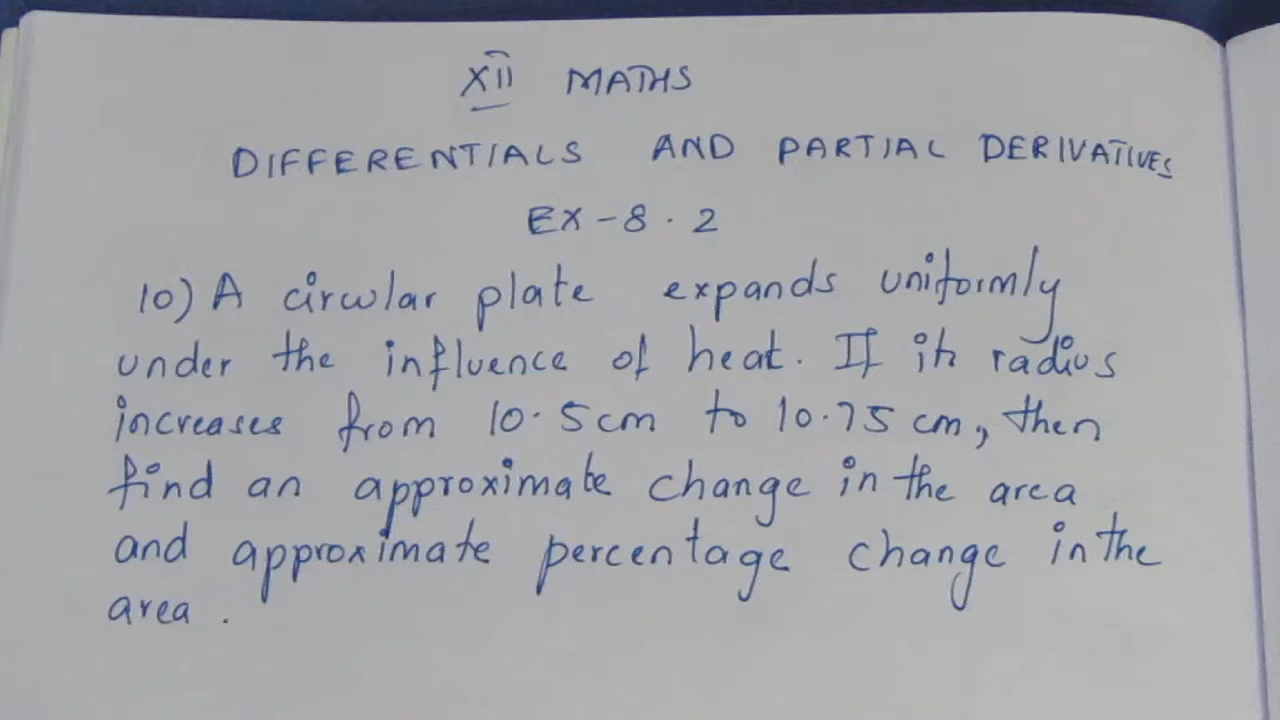 XII MATHS
DIFFERENTIALS AND PARTIAL DERIVATIVES
EX-8.2
10) A circular plate expands uniformly
under the influence of heat. If its radius
increases from 10.5cm to 10.75 cm, then
find an approximate change in the area
and approximate percentage change in the
area.